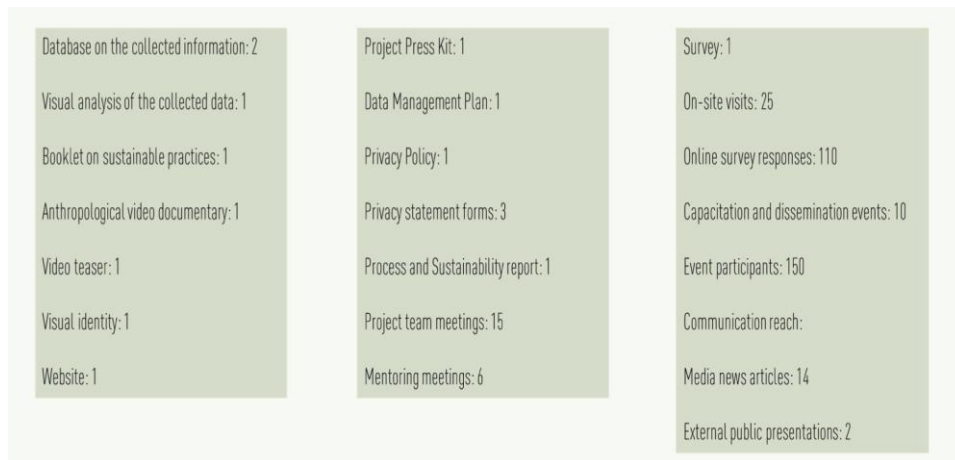 Database on the collected information: 2
Visual analysis of the collected data: 1
Booklet on sustainable practices: 1
Anthropological video documentary: 1
Video teaser: 1
Visual identity: 1
Website: 1
Project Press Kit: 1
Data Management Plan: 1
Privacy Policy: 1
Privacy statement forms: 3
Process and Sustainability report: 1
Project team meetings: 15
Mentoring meetings: 6
Survey: 1
On-site visits: 25
Online survey responses: 110
Capacitation and dissemination events: 10
Event participants: 150
Communication reach:
Media news articles: 14
External public presentations: 2